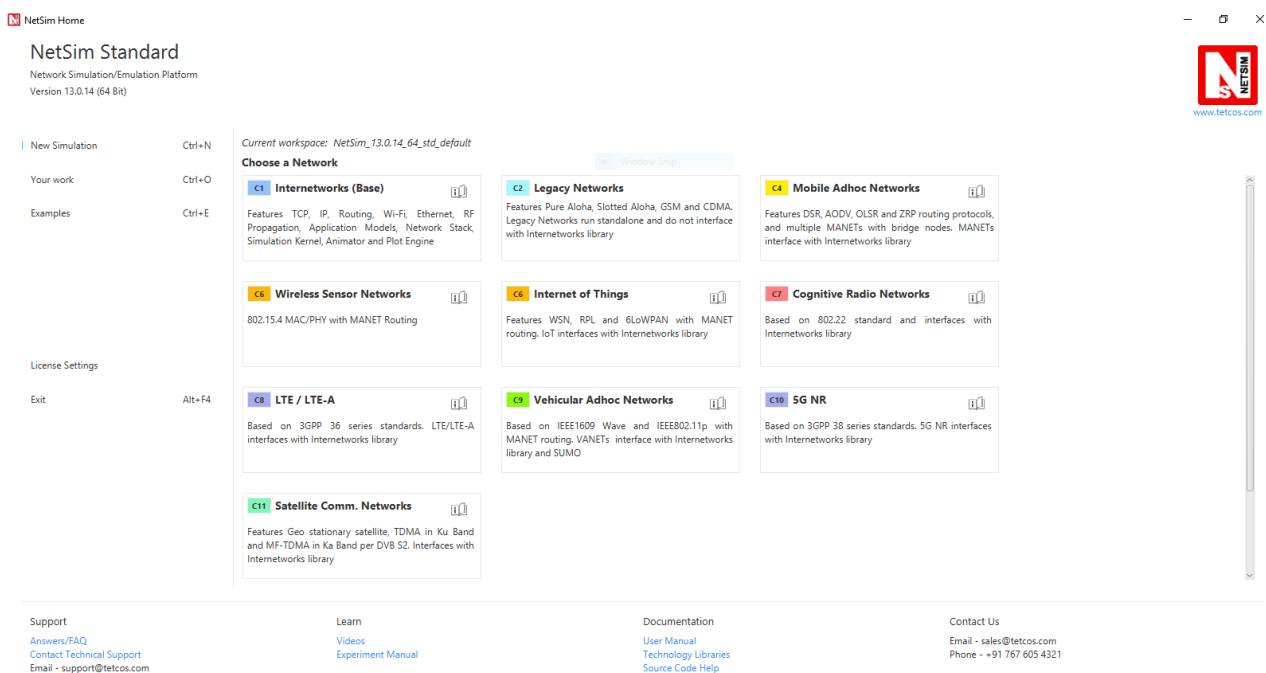 NetSim Home
NetSim Standard
Network Simulation/Emulation Platform
Version 13.0.14 (64 Bit)
NETSIM
www.tetcos.com
New Simulation Ctrl+N
Your work Ctrl+O
Examples Ctrl+E
License Settings
Exit Alt+F4
Current workspace: NetSim_13.0.14_64_std_default
Choose a Network
Window Snip
C1 Internetworks (Base)
Features TCP, IP, Routing, Wi-Fi, Ethernet, RF
Propagation, Application Models, Network Stack,
Simulation Kernel, Animator and Plot Engine
C2 Legacy Networks
Features Pure Aloha, Slotted Aloha, GSM and CDMA.
Legacy Networks run standalone and do not interface
with Internetworks library
C4 Mobile Adhoc Networks
Features DSR, AODV, OLSR and ZRP routing protocols,
and multiple MANETs with bridge nodes. MANETs
interface with Internetworks library
C6 Wireless Sensor Networks
802.15.4 MAC/PHY with MANET Routing
C6 Internet of Things
Features WSN, RPL and 6LoWPAN with MANET
routing. IoT interfaces with Internetworks library
C7 Cognitive Radio Networks
Based on 802.22 standard and interfaces with
Internetworks library
C8 LTE / LTE-A
Based on 3GPP 36 series standards. LTE/LTE-A
interfaces with Internetworks library
C9 Vehicular Adhoc Networks
Based on IEEE1609 Wave and IEEE802.11p with
MANET routing. VANETs interface with Internetworks
library and SUMO
C10 5G NR
Based on 3GPP 38 series standards. 5G NR interfaces
with Internetworks library
C11 Satellite Comm. Networks
Features Geo stationary satellite, TDMA in Ku Band
and MF-TDMA in Ka Band per DVB S2. Interfaces with
Internetworks library
Support
Answers/FAQ
Contact Technical Support
Email - support@tetcos.com
Learn
Videos
Experiment Manual
Documentation
User Manual
Technology Libraries
Source Code Help
Contact Us
Email - sales@tetcos.com
Phone - +91 767 605 4321